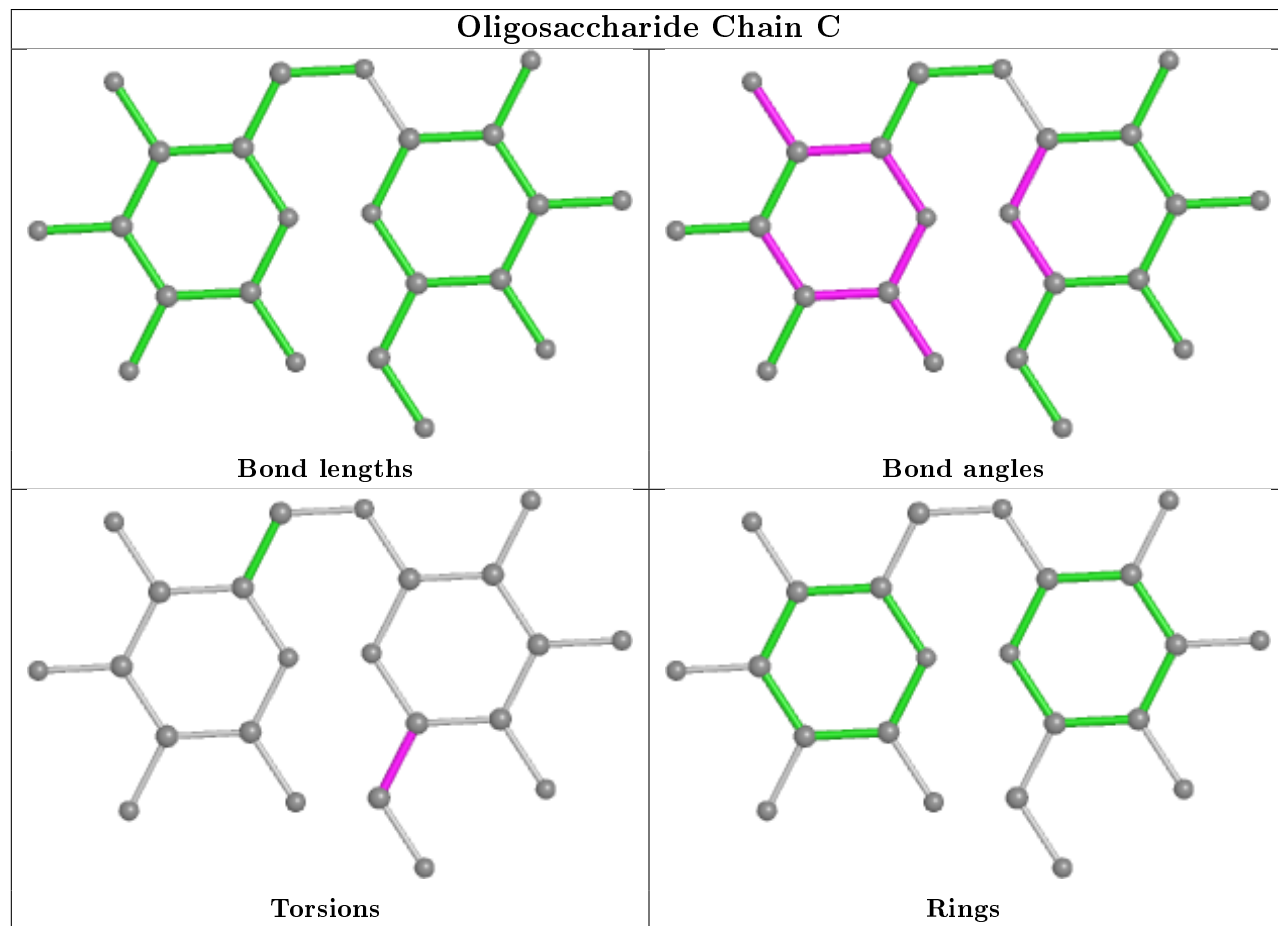 Oligosaccharide Chain C
Bond lengths
Bond angles
Torsions
Rings